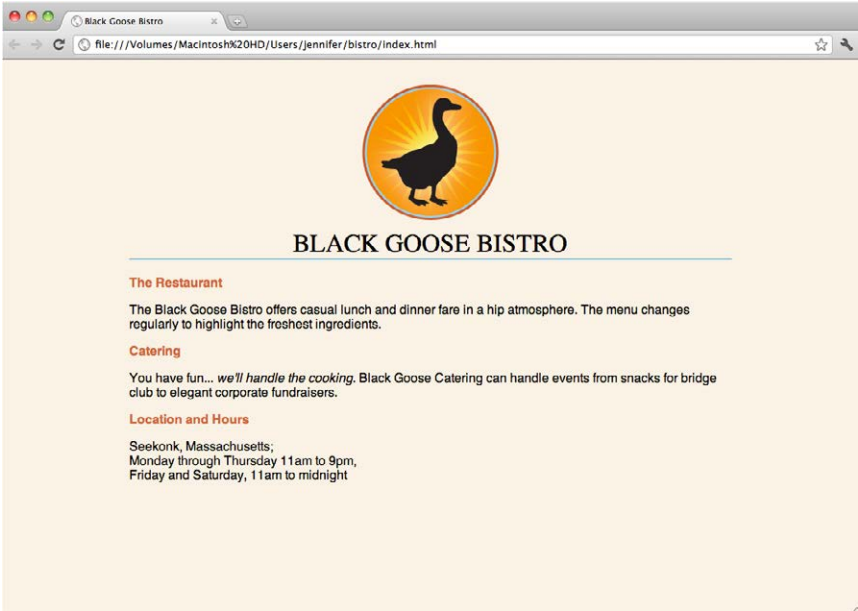 Black Goose Bistro
file:///Volumes/Macintosh%20HD/Users/jennifer/bistro/index.html
BLACK GOOSE BISTRO
The Restaurant
The Black Goose Bistro offers casual lunch and dinner fare in a hip atmosphere. The menu changes
regularly to highlight the freshest ingredients.
Catering
You have fun... we'll handle the cooking. Black Goose Catering can handle events from snacks for bridge
club to elegant corporate fundraisers.
Location and Hours
Seekonk, Massachusetts;
Monday through Thursday 11am to 9pm,
Friday and Saturday, 11am to midnight